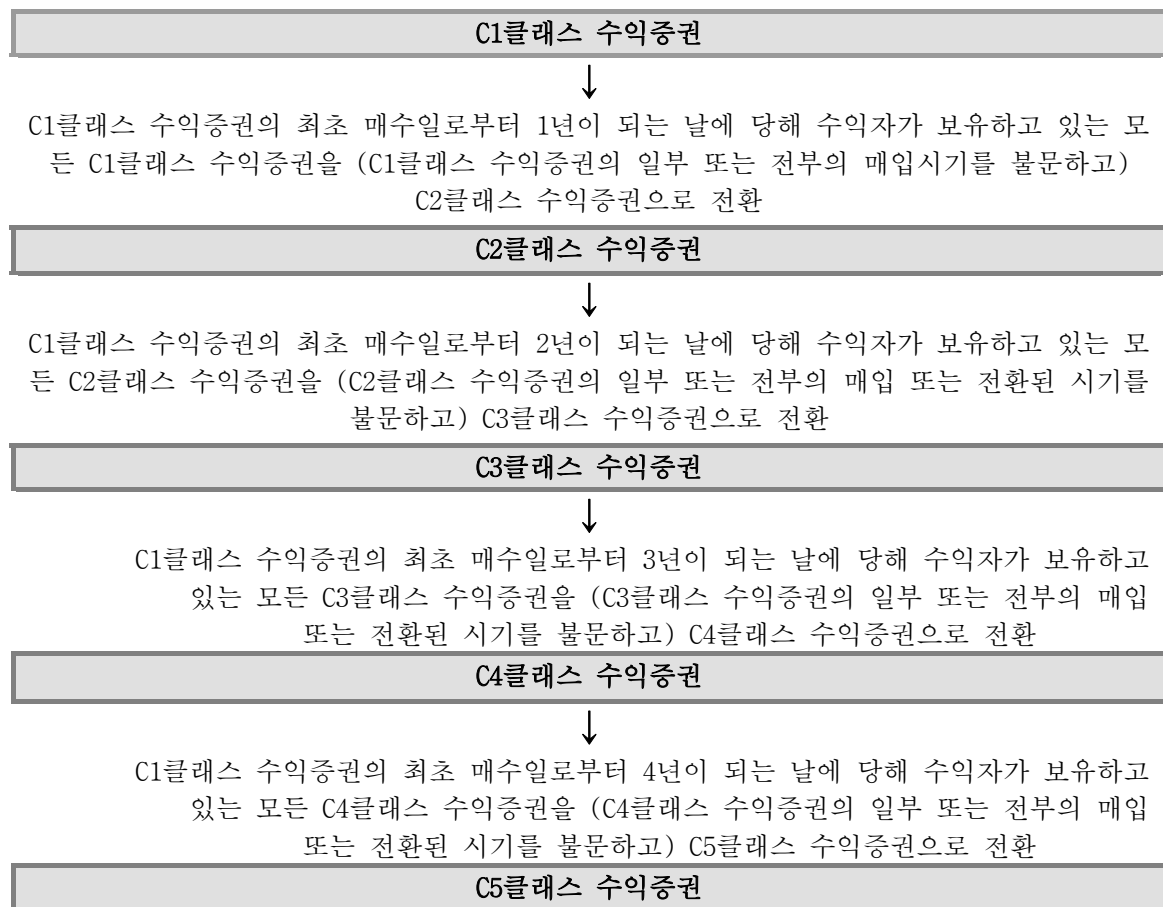 C1클래스 수익증권
↓
C1클래스 수익증권의 최초 매수일로부터 1년이 되는 날에 당해 수익자가 보유하고 있는 모
든 C1클래스 수익증권을 (C1클래스 수익증권의 일부 또는 전부의 매입시기를 불문하고)
C2클래스 수익증권으로 전환
C2클래스 수익증권
↓
C1클래스 수익증권의 최초 매수일로부터 2년이 되는 날에 당해 수익자가 보유하고 있는 모
든 C2클래스 수익증권을 (C2클래스 수익증권의 일부 또는 전부의 매입 또는 전환된 시기를
불문하고) C3클래스 수익증권으로 전환
C3클래스 수익증권
↓
C1클래스 수익증권의 최초 매수일로부터 3년이 되는 날에 당해 수익자가 보유하고
있는 모든 C3클래스 수익증권을 (C3클래스 수익증권의 일부 또는 전부의 매입
또는 전환된 시기를 불문하고) C4클래스 수익증권으로 전환
C4클래스 수익증권
↓
C1클래스 수익증권의 최초 매수일로부터 4년이 되는 날에 당해 수익자가 보유하고
있는 모든 C4클래스 수익증권을 (C4클래스 수익증권의 일부 또는 전부의 매입
또는 전환된 시기를 불문하고) C5클래스 수익증권으로 전환
C5클래스 수익증권